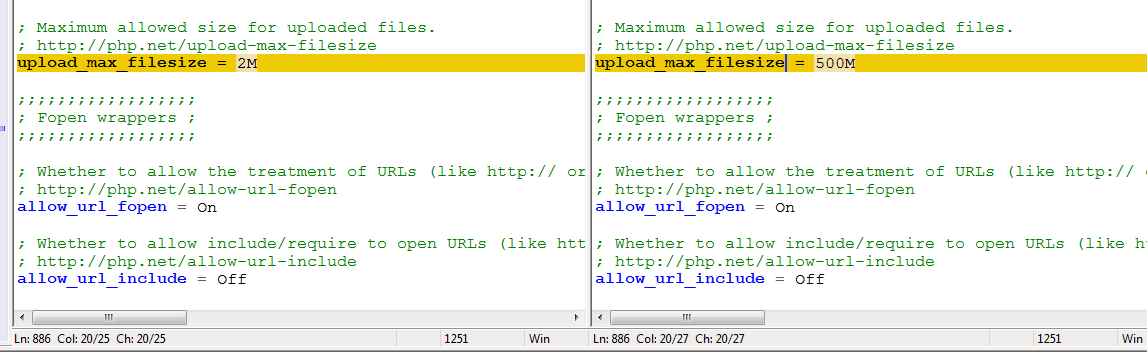 ; Maximum allowed size for uploaded files.
; http://php.net/upload-max-filesize
upload_max_filesize = 2M
;;;;;;;;;;;;;;;;;;
; Fopen wrappers ;
;;;;;;;;;;;;;;;;;;
; Whether to allow the treatment of URLs (like http:// or
; http://php.net/allow-url-fopen
allow_url_fopen = On
; Whether to allow include/require to open URLs (like htt
; http://php.net/allow-url-include
allow_url_include = Off
Ln: 886 Col: 20/25 Ch: 20/25 1251 Win
; Maximum allowed size for uploaded files.
; http://php.net/upload-max-filesize
upload_max_filesize = 500M
;;;;;;;;;;;;;;;;;;
; Fopen wrappers ;
;;;;;;;;;;;;;;;;;;
; Whether to allow the treatment of URLs (like http://
; http://php.net/allow-url-fopen
allow_url_fopen = On
; Whether to allow include/require to open URLs (like h
; http://php.net/allow-url-include
allow_url_include = Off
Ln: 886 Col: 20/27 Ch: 20/27 1251 Win